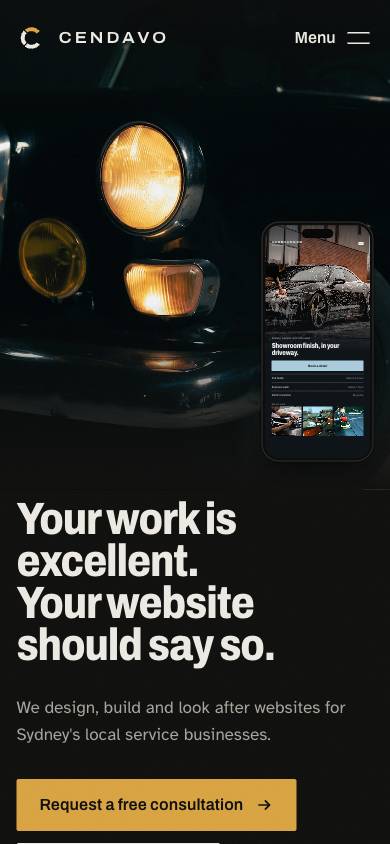 CENDAVO
Menu
Showroom finish, in your
driveway.
Your work is
excellent.
Your website
should say so.
We design, build and look after websites for
Sydney's local service businesses.
Request a free consultation